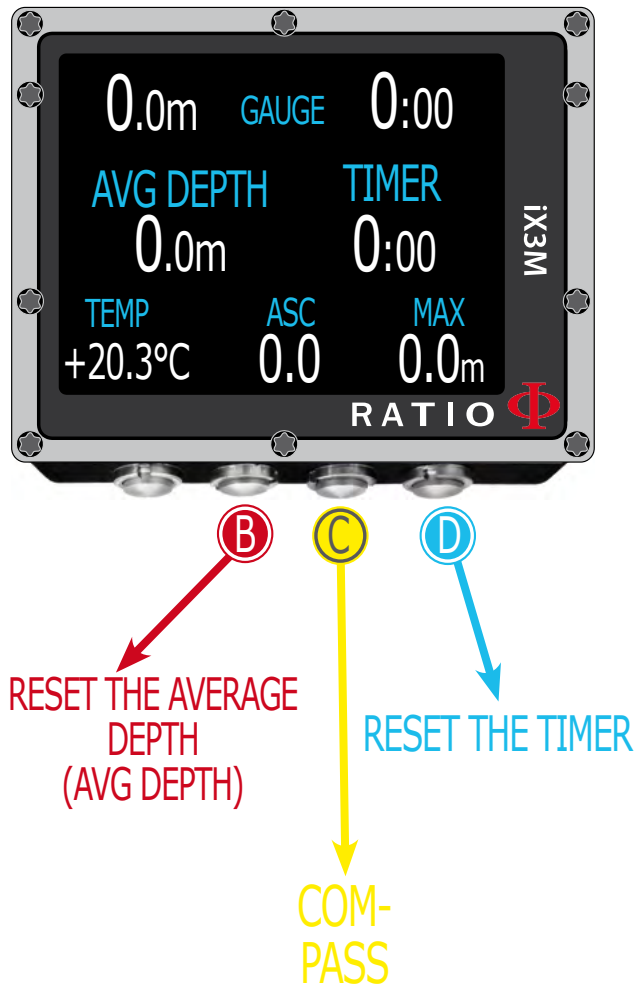 0.0m GAUGE 0:00
AVG DEPTH TIMER
0.0m 0:00
iX3M
TEMP ASC MAX
+20.3ºC 0.0 0.0m
RATIO
B C D
RESET THE AVERAGE
DEPTH
(AVG DEPTH)
RESET THE TIMER
COM-
PASS